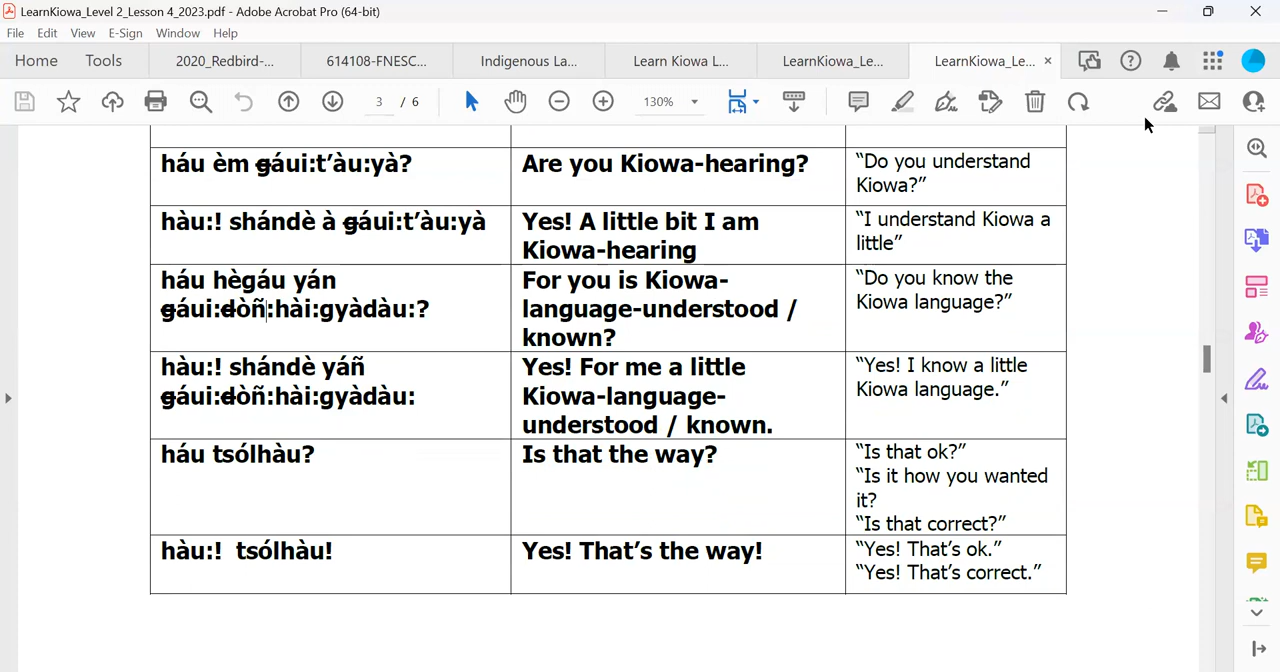 LearnKiowa_Level 2_Lesson 4_2023.pdf - Adobe Acrobat Pro (64-bit)
File Edit View E-Sign Window Help
Home Tools 2020_Redbird-... 614108-FNESC... Indigenous La... Learn Kiowa L... LearnKiowa_Le... LearnKiowa_Le... ×
3 / 6 130%
háu èm g̶áui:t’àu:yà?
Are you Kiowa-hearing?
“Do you understand
Kiowa?”
hàu:! shándè à g̶áui:t’àu:yà
Yes! A little bit I am
Kiowa-hearing
“I understand Kiowa a
little”
háu hègáu yán
g̶áui:d̶òñ:hài:gyàdàu:?
For you is Kiowa-
language-understood /
known?
“Do you know the
Kiowa language?”
hàu:! shándè yáñ
g̶áui:d̶òñ:hài:gyàdàu:
Yes! For me a little
Kiowa-language-
understood / known.
“Yes! I know a little
Kiowa language.”
háu tsólhàu?
Is that the way?
“Is that ok?”
“Is it how you wanted
it?
“Is that correct?”
hàu:! tsólhàu!
Yes! That’s the way!
“Yes! That’s ok.”
“Yes! That’s correct.”